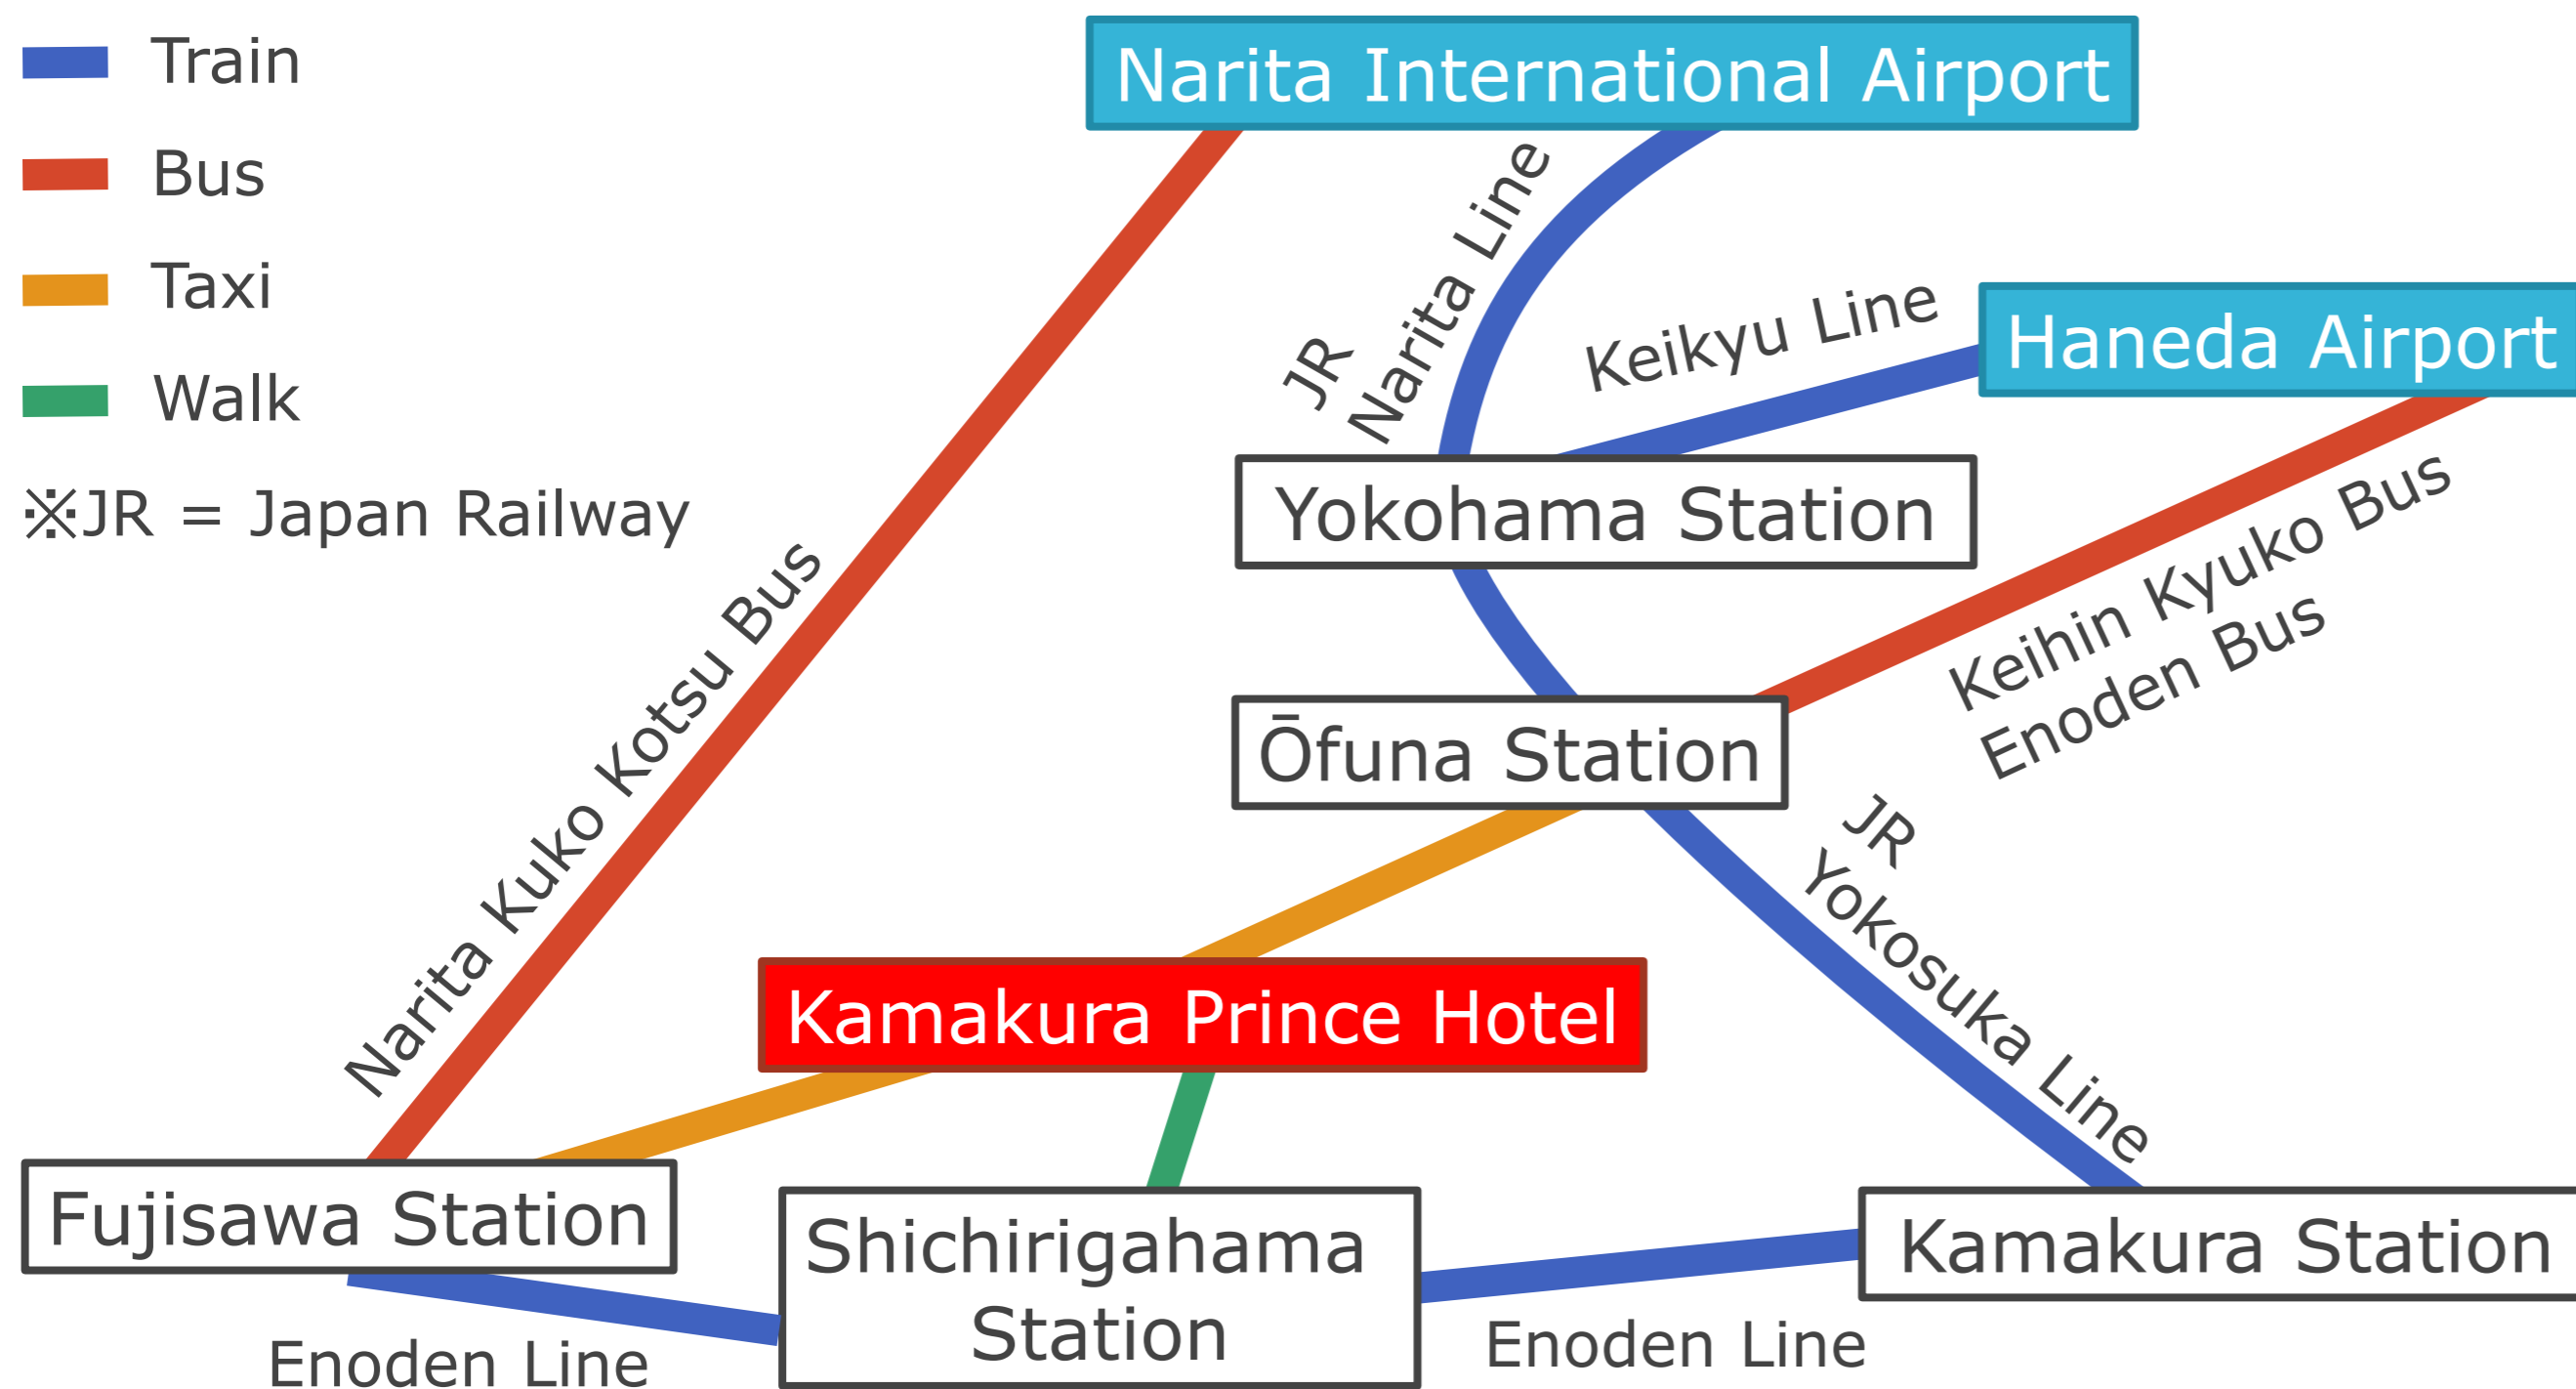 Train
Bus
Taxi
Walk
※JR = Japan Railway
Narita International Airport
JR
Narita Line
Keikyu Line
Haneda Airport
Yokohama Station
Keihin Kyuko Bus
Enoden Bus
Narita Kuko Kotsu Bus
Ōfuna Station
JR
Yokosuka Line
Kamakura Prince Hotel
Fujisawa Station
Shichirigahama
Station
Kamakura Station
Enoden Line
Enoden Line